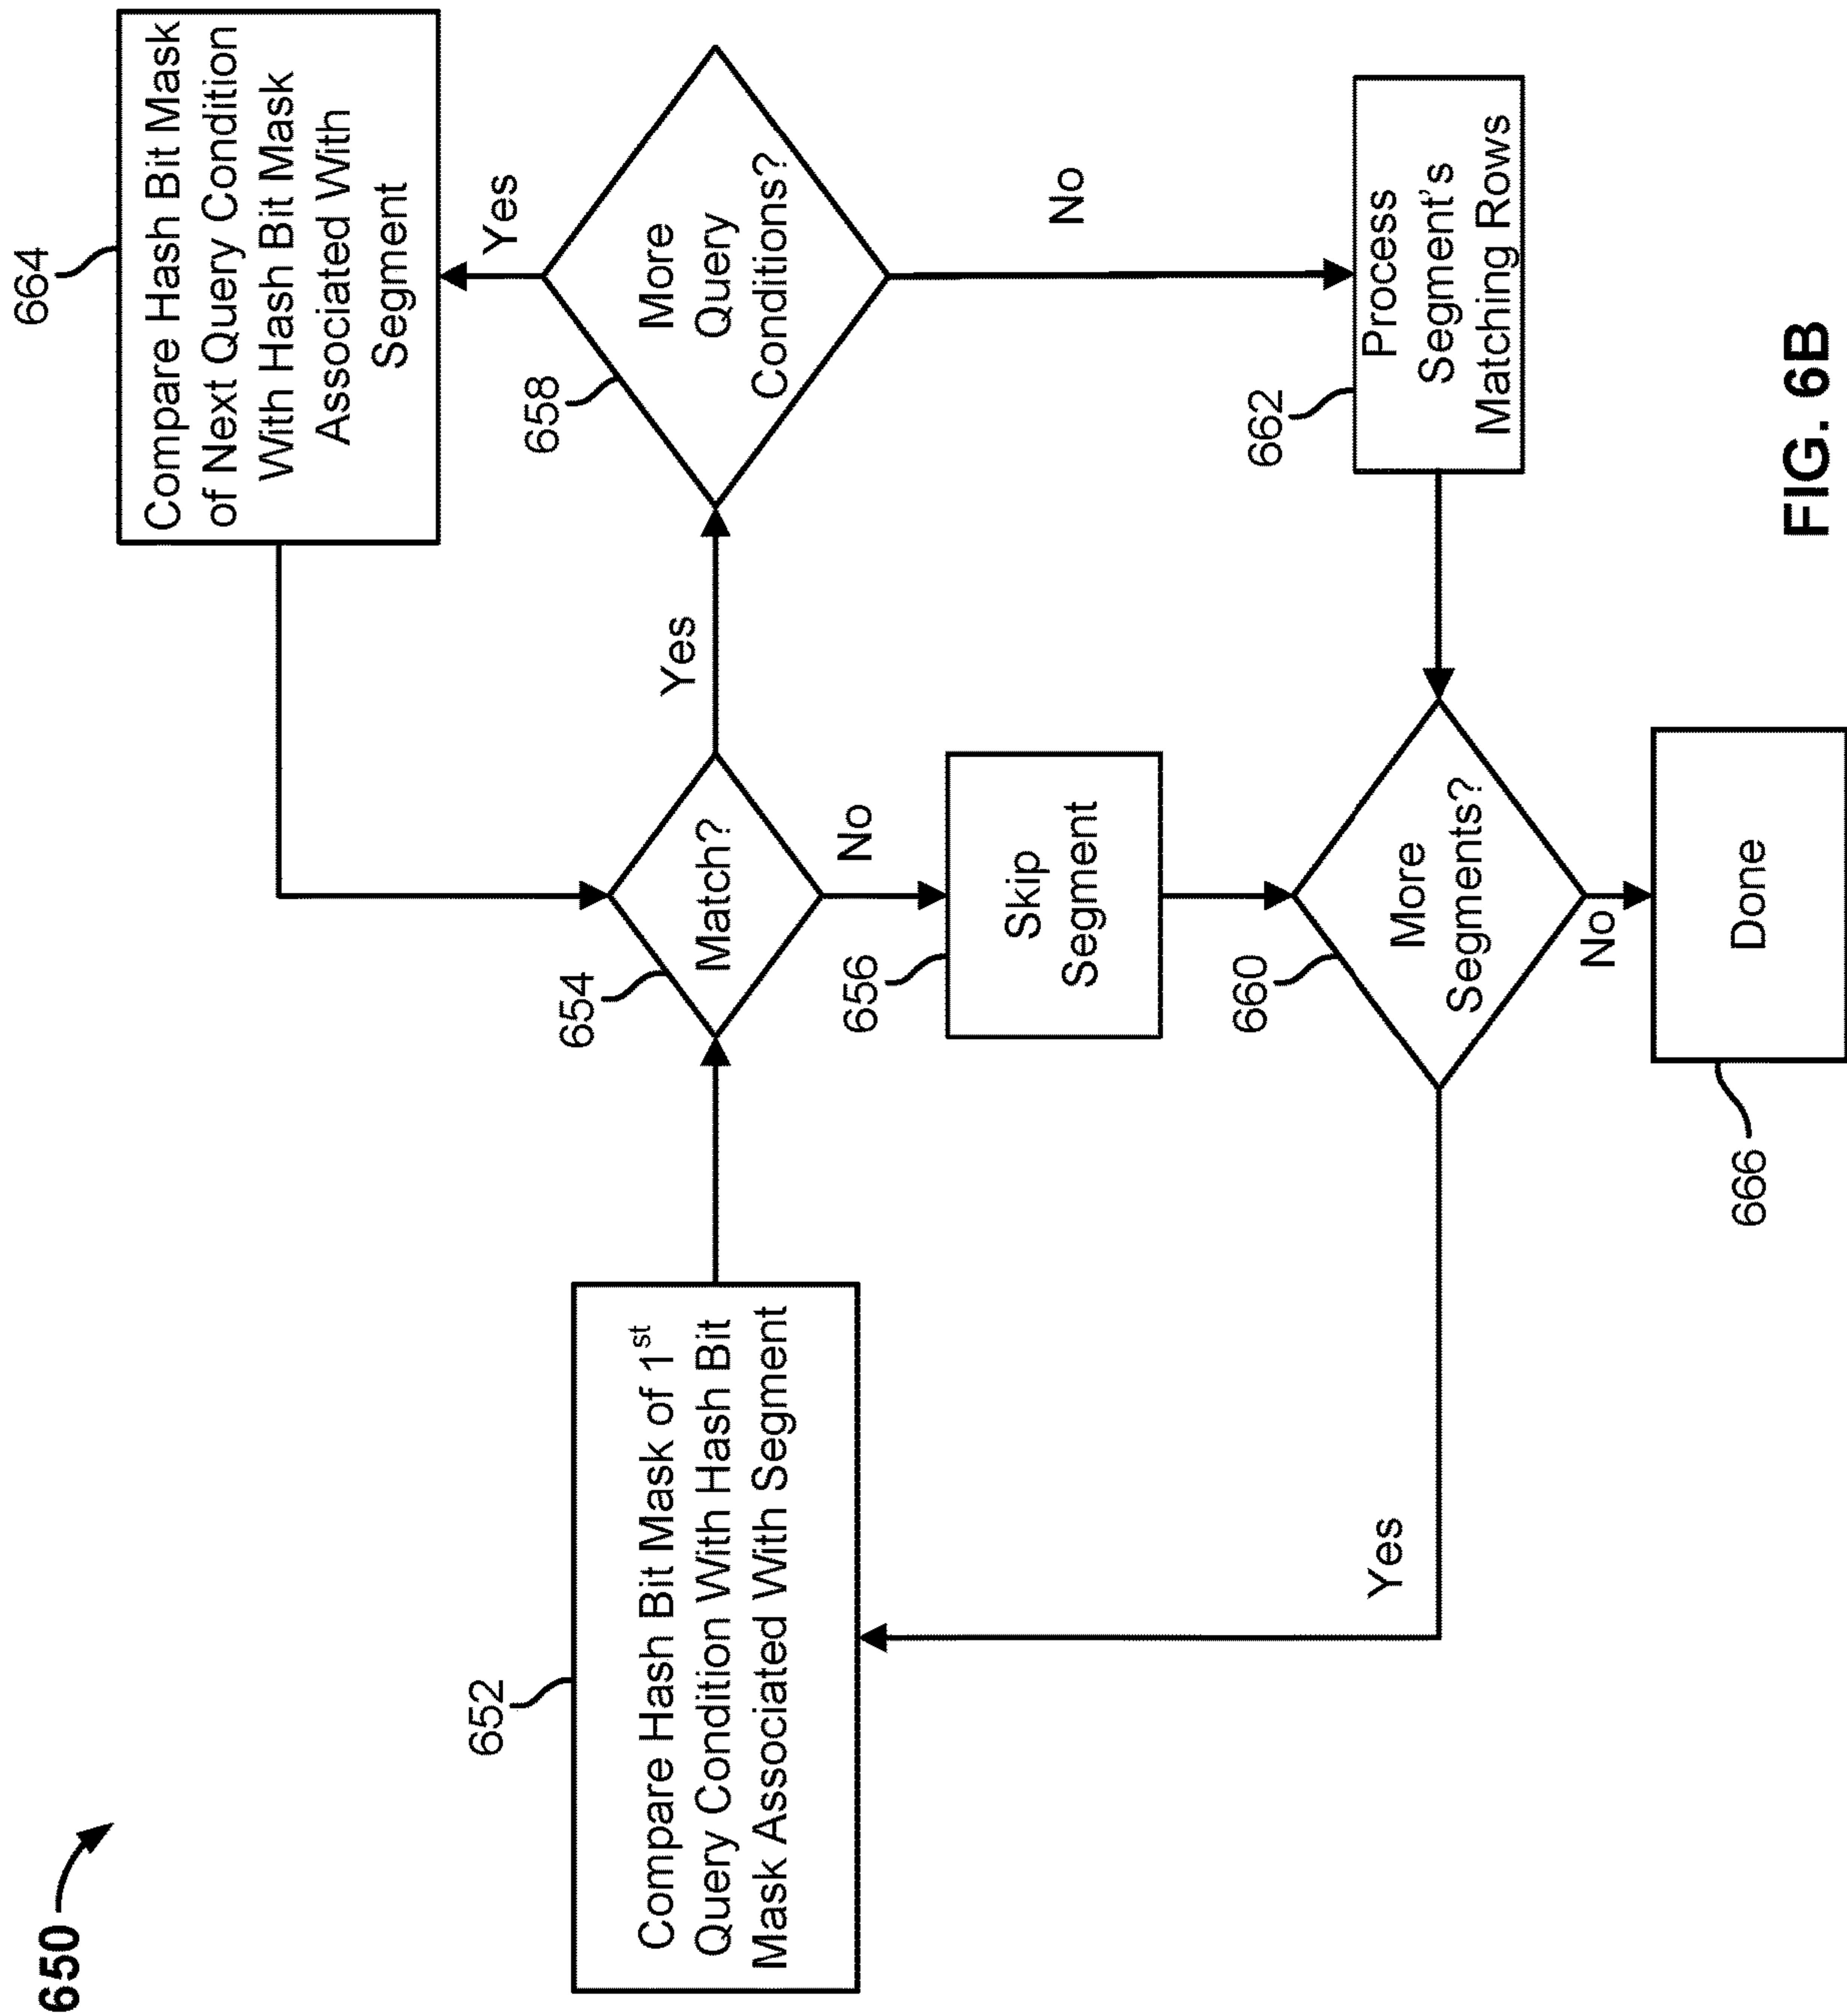 650
652
Compare Hash Bit Mask of 1st
Query Condition With Hash Bit
Mask Associated With Segment
654
Match?
Yes
No
656
Skip
Segment
658
More
Query
Conditions?
Yes
No
664
Compare Hash Bit Mask
of Next Query Condition
With Hash Bit Mask
Associated With
Segment
662
Process
Segment's
Matching Rows
660
More
Segments?
Yes
No
666
Done
FIG. 6B